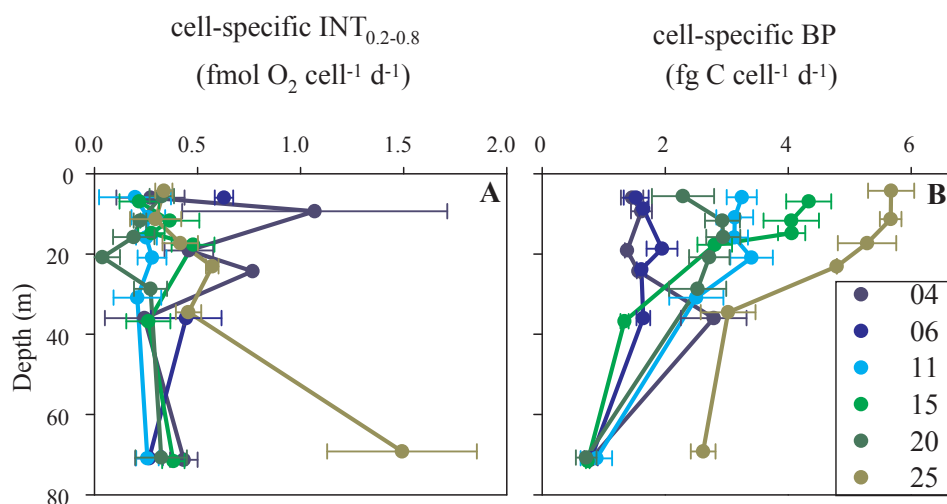 cell-specific INT0.2-0.8
(fmol O2 cell-1 d-1)
cell-specific BP
(fg C cell-1 d-1)
0.0 0.5 1.0 1.5 2.0
0 2 4 6
0
20
40
60
80
Depth (m)
A
B
04
06
11
15
20
25